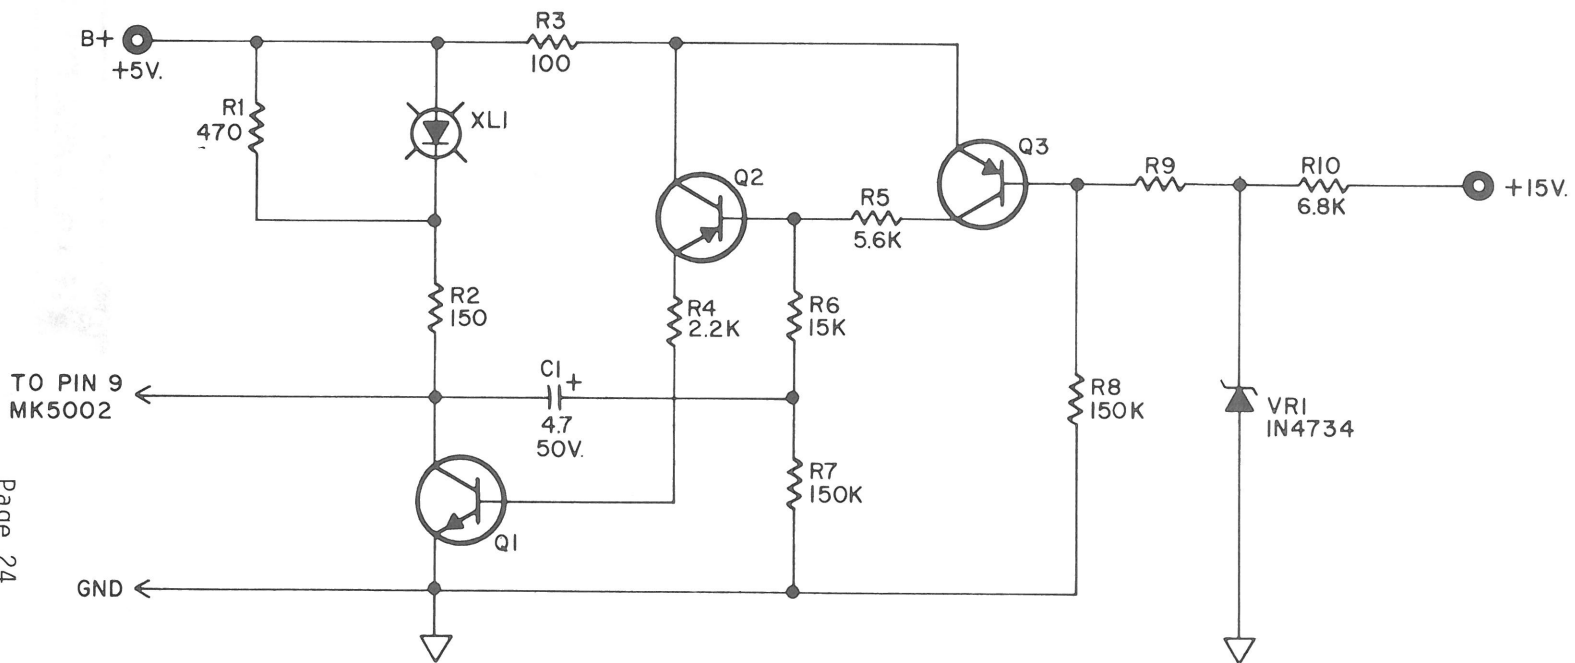 B+
+5V.
R3
100
R1
470
XL1
Q3
Q2
R9
R10
6.8K
+15V.
R5
5.6K
R2
150
R4
2.2K
R6
15K
TO PIN 9
MK5002
C1
+
4.7
50V.
R8
150K
VR1
1N4734
R7
150K
Q1
GND
Page 24